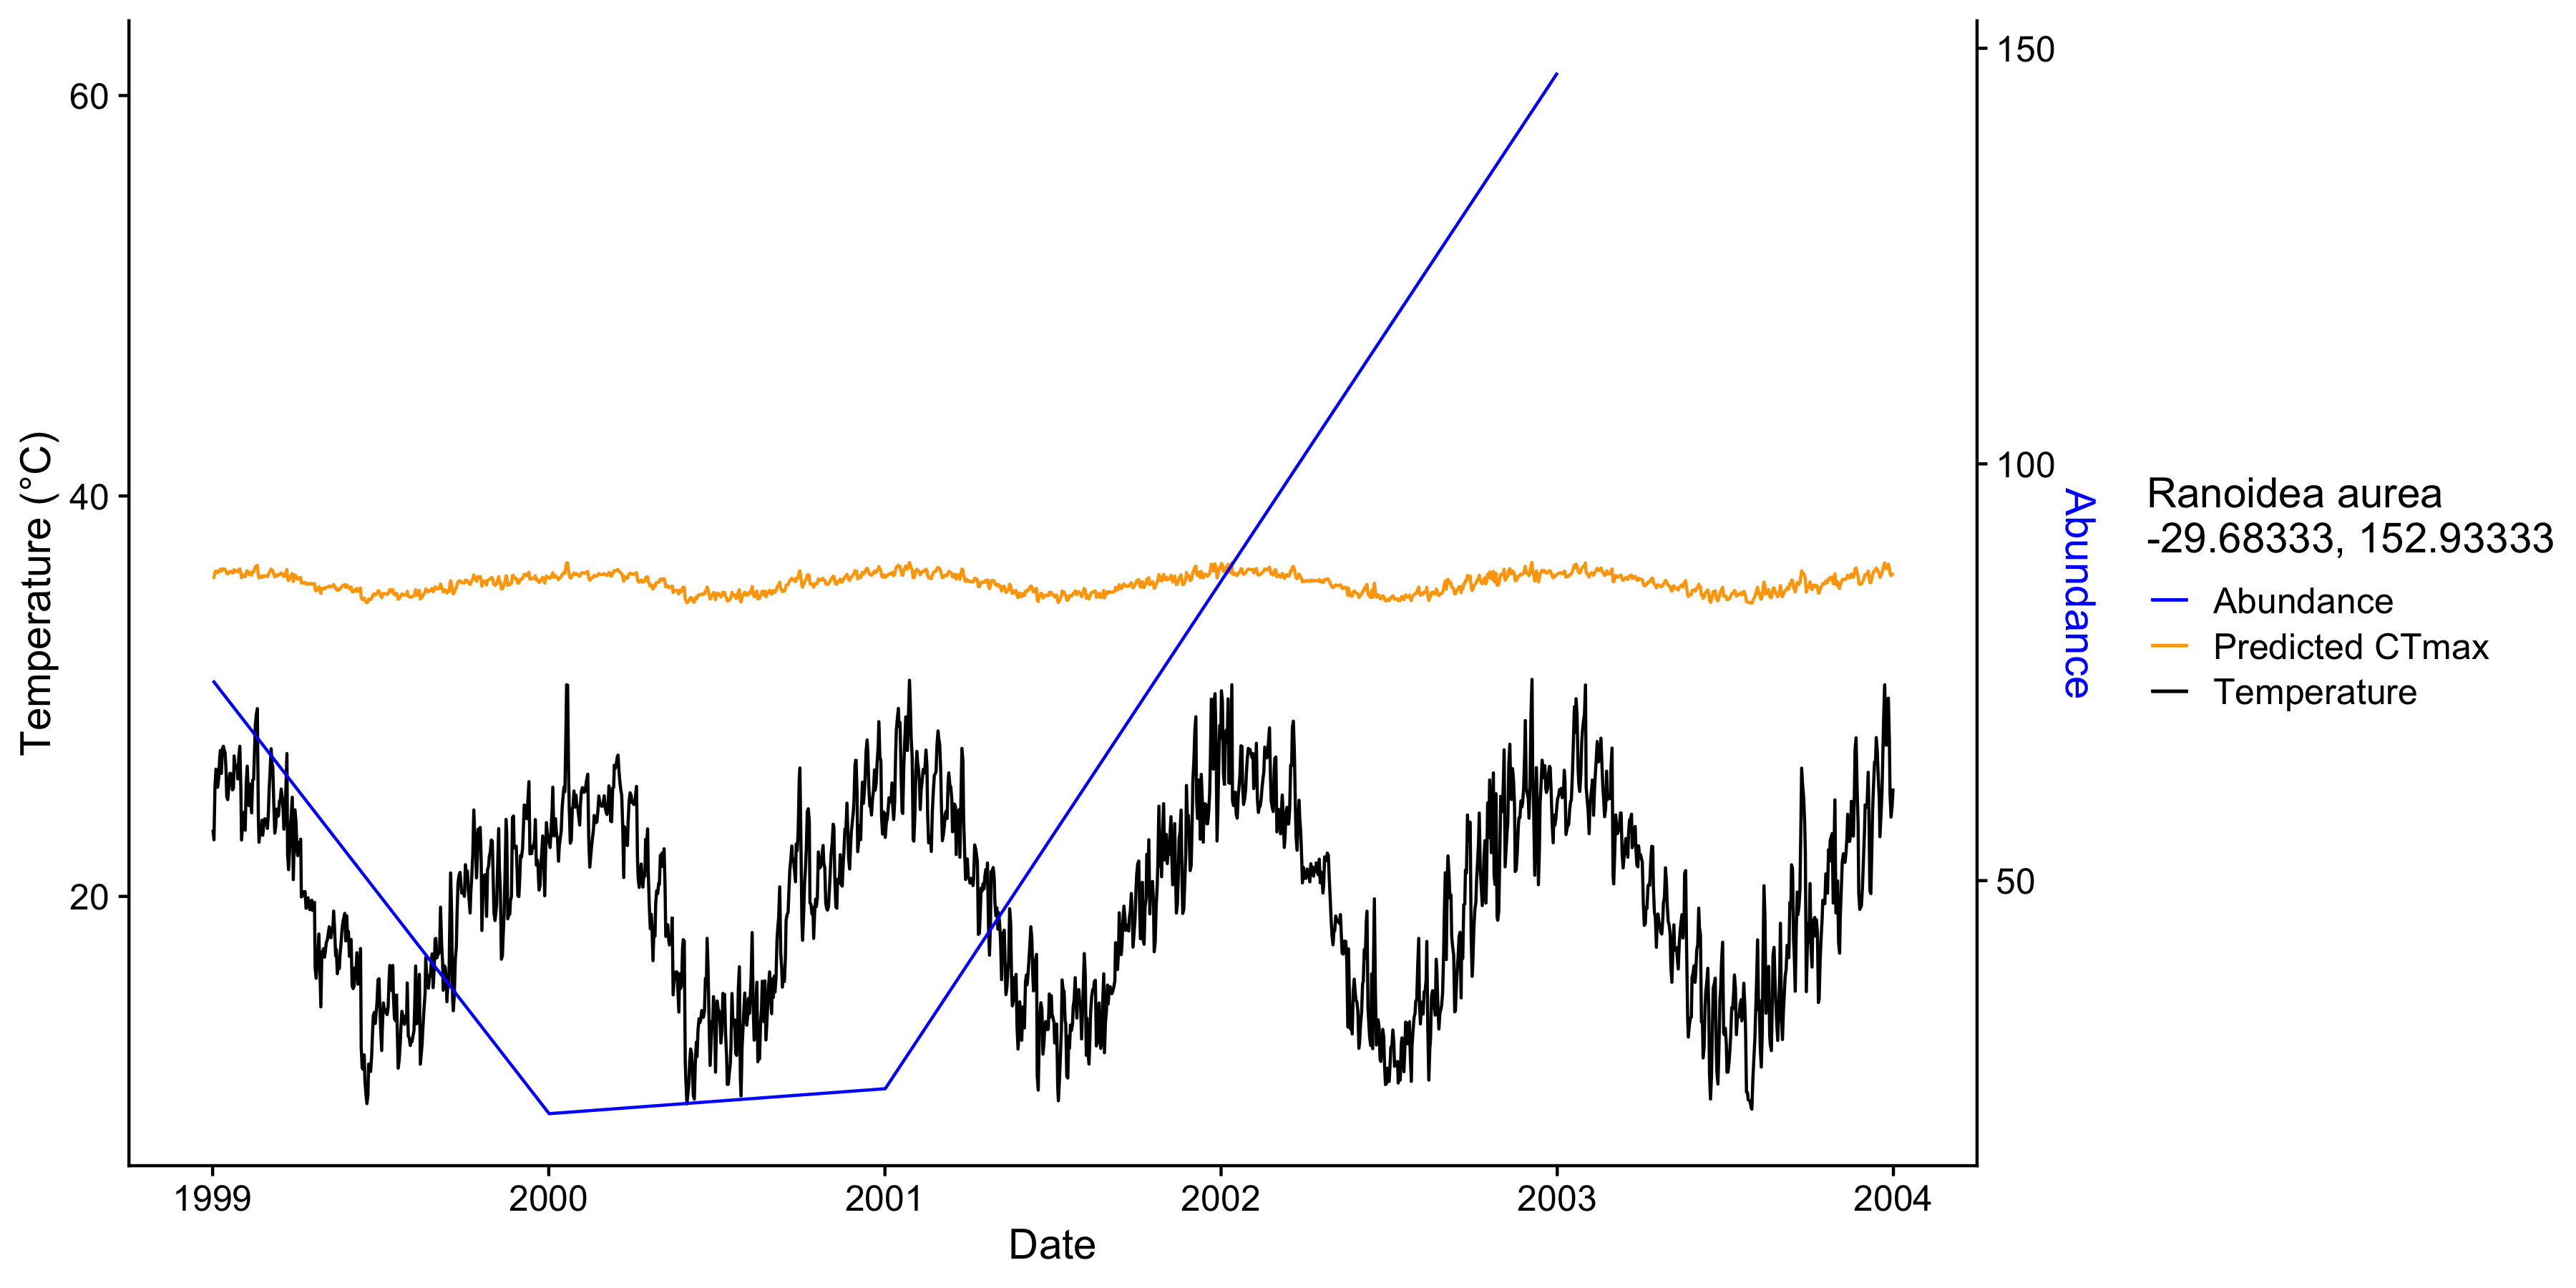 Temperature (°C)
60
40
20
1999
2000
2001
2002
2003
2004
Date
150
100
50
Abundance
Ranoidea aurea
-29.68333, 152.93333
Abundance
Predicted CTmax
Temperature